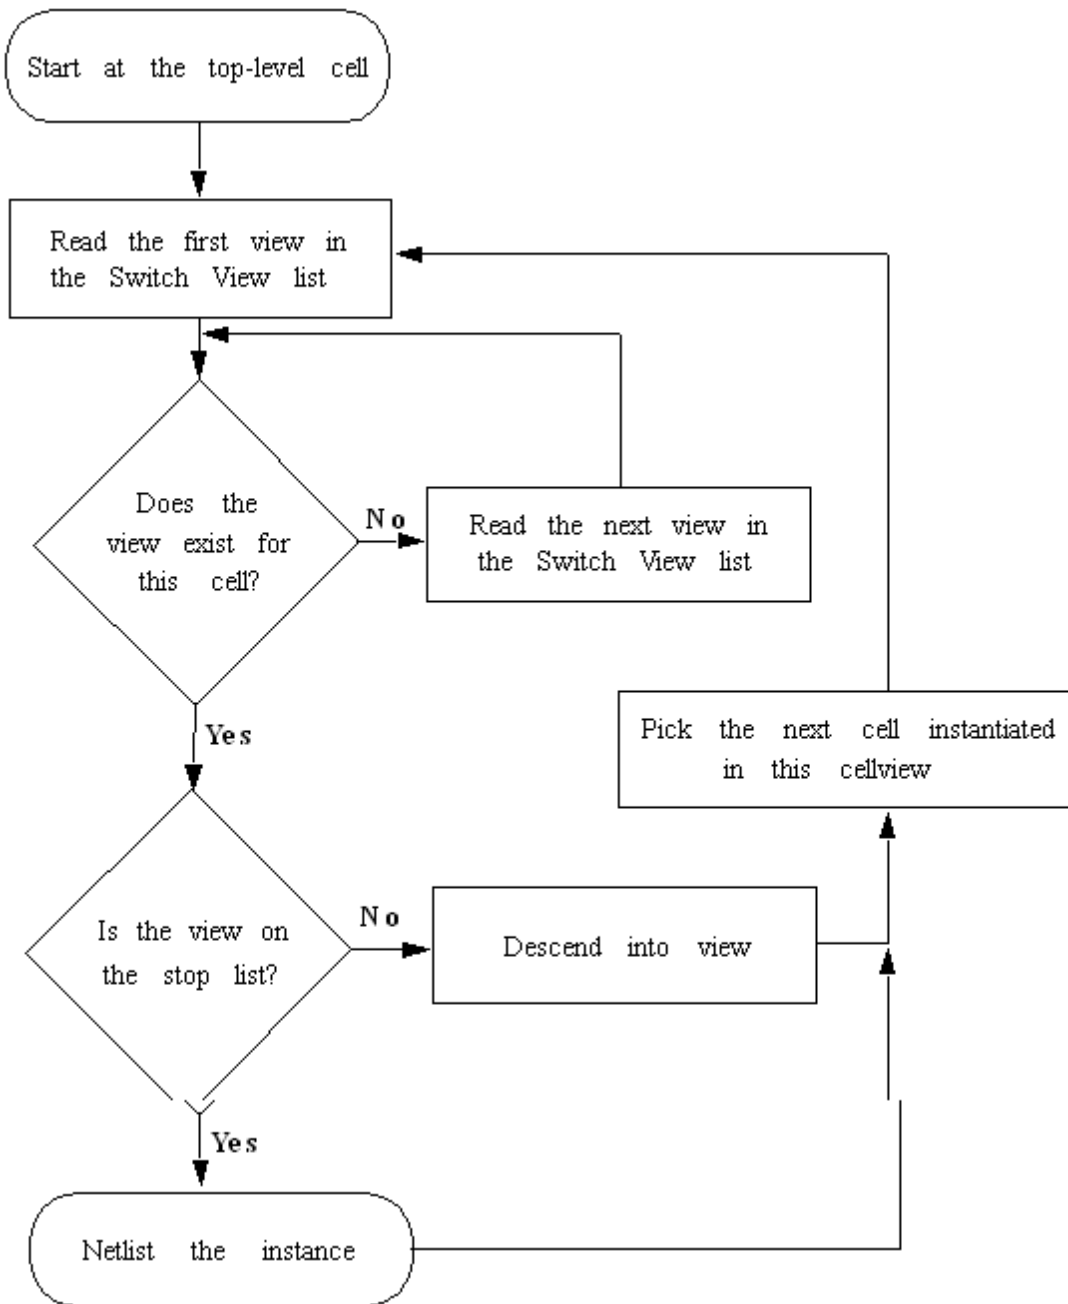 Start at the top-level cell
Read the first view in
the Switch View list
Does the
view exist for
this cell?
No
Read the next view in
the Switch View list
Yes
Pick the next cell instantiated
in this cellview
Is the view on
the stop list?
No
Descend into view
Yes
Netlist the instance